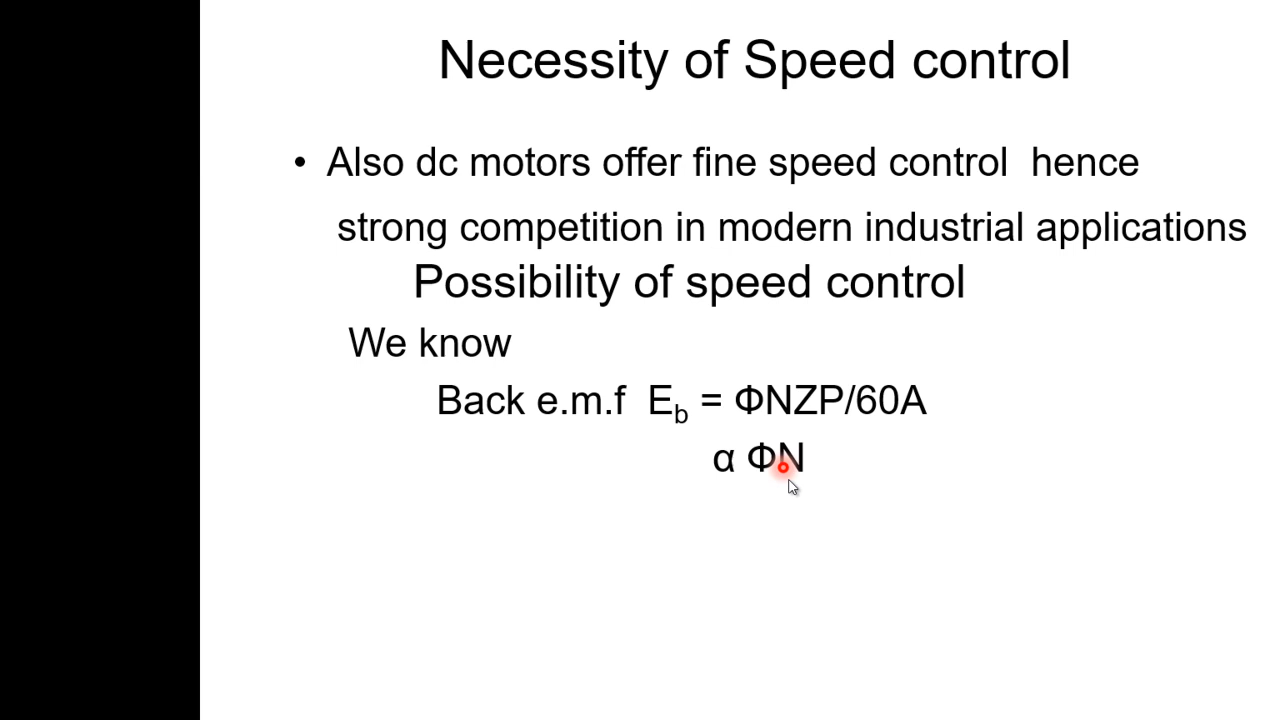 Necessity of Speed control
• Also dc motors offer fine speed control hence
strong competition in modern industrial applications
Possibility of speed control
We know
Back e.m.f E_b = ΦNZP/60A
α ΦN